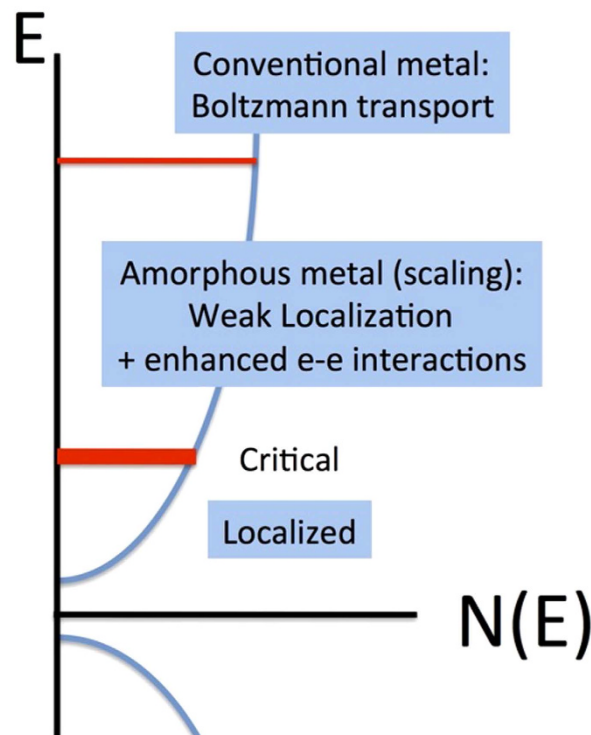 E
Conventional metal:
Boltzmann transport
Amorphous metal (scaling):
Weak Localization
+ enhanced e-e interactions
Critical
Localized
N(E)